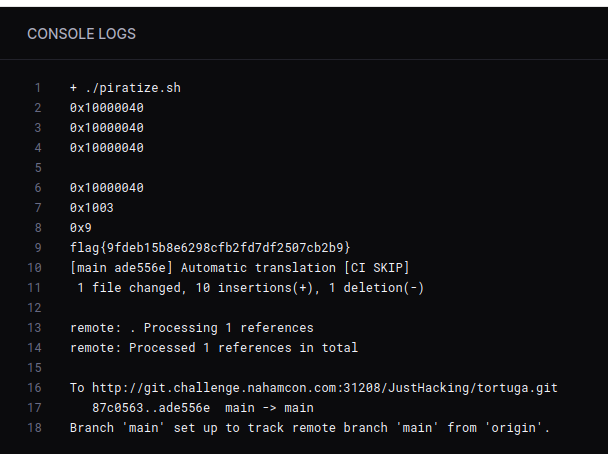 CONSOLE LOGS
1 + ./piratize.sh
2 0x10000040
3 0x10000040
4 0x10000040
5
6 0x10000040
7 0x1003
8 0x9
9 flag{9fdeb15b8e6298cfb2fd7df2507cb2b9}
10 [main ade556e] Automatic translation [CI SKIP]
11  1 file changed, 10 insertions(+), 1 deletion(-)
12
13 remote: . Processing 1 references
14 remote: Processed 1 references in total
15
16 To http://git.challenge.nahamcon.com:31208/JustHacking/tortuga.git
17    87c0563..ade556e  main -> main
18 Branch 'main' set up to track remote branch 'main' from 'origin'.